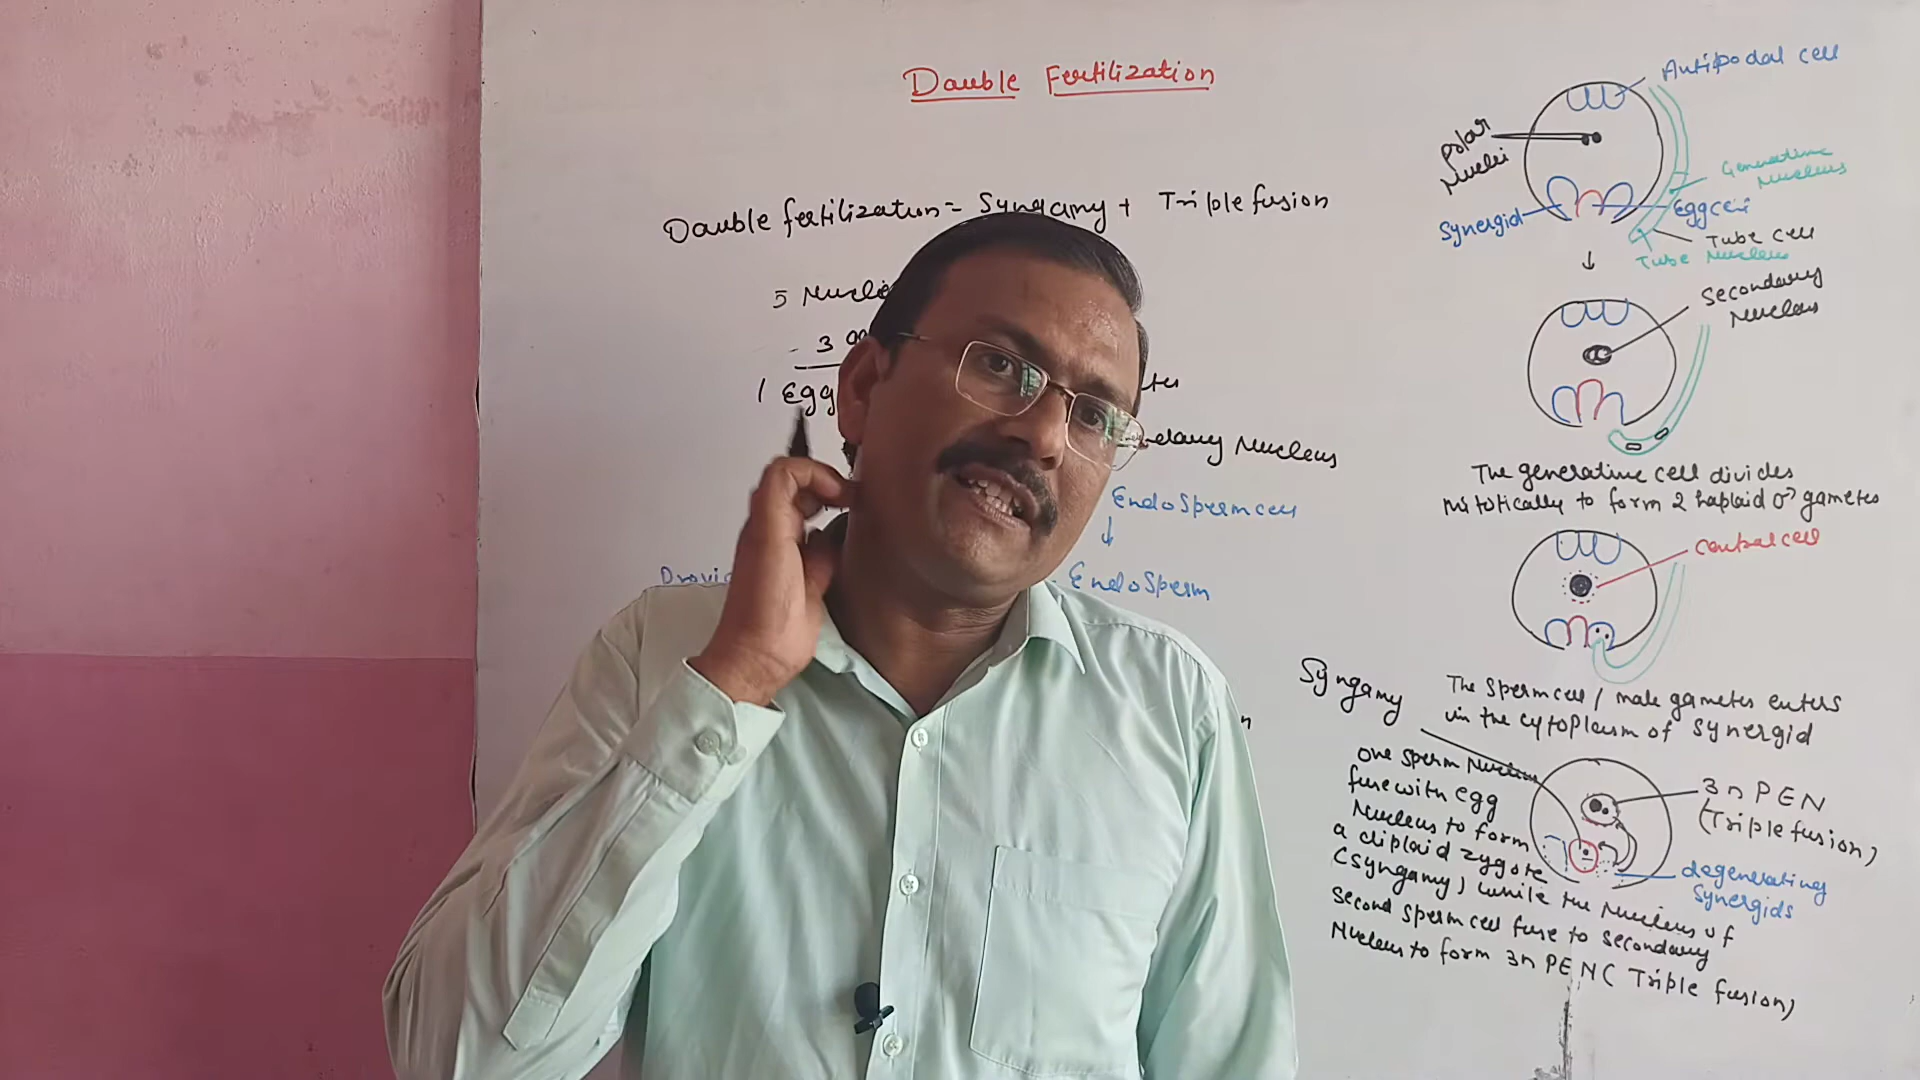 Double Fertilization
Double fertilization = Syngamy + Triple fusion
5 Nuclei
3
1 Egg
Nucleus
EndoSperm cell
↓
EndoSperm
Antipodal cell
Polar
Nuclei
Generative
Nucleus
Synergid
Egg cell
Tube cell
Tube Nucleus
↓
Secondary
Nucleus
The generative cell divides
mitotically to form 2 haploid ♂ gametes
Central cell
The Sperm cell / male gametes enters
in the cytoplasm of synergid
Syngamy
One Sperm Nucleus
fuse with egg
Nucleus to form
a diploid zygote
(Syngamy) while the nucleus of
Second Sperm cell fuse to Secondary
Nucleus to form 3n PEN (Triple fusion)
3n PEN
(Triple fusion)
degenerating
Synergids